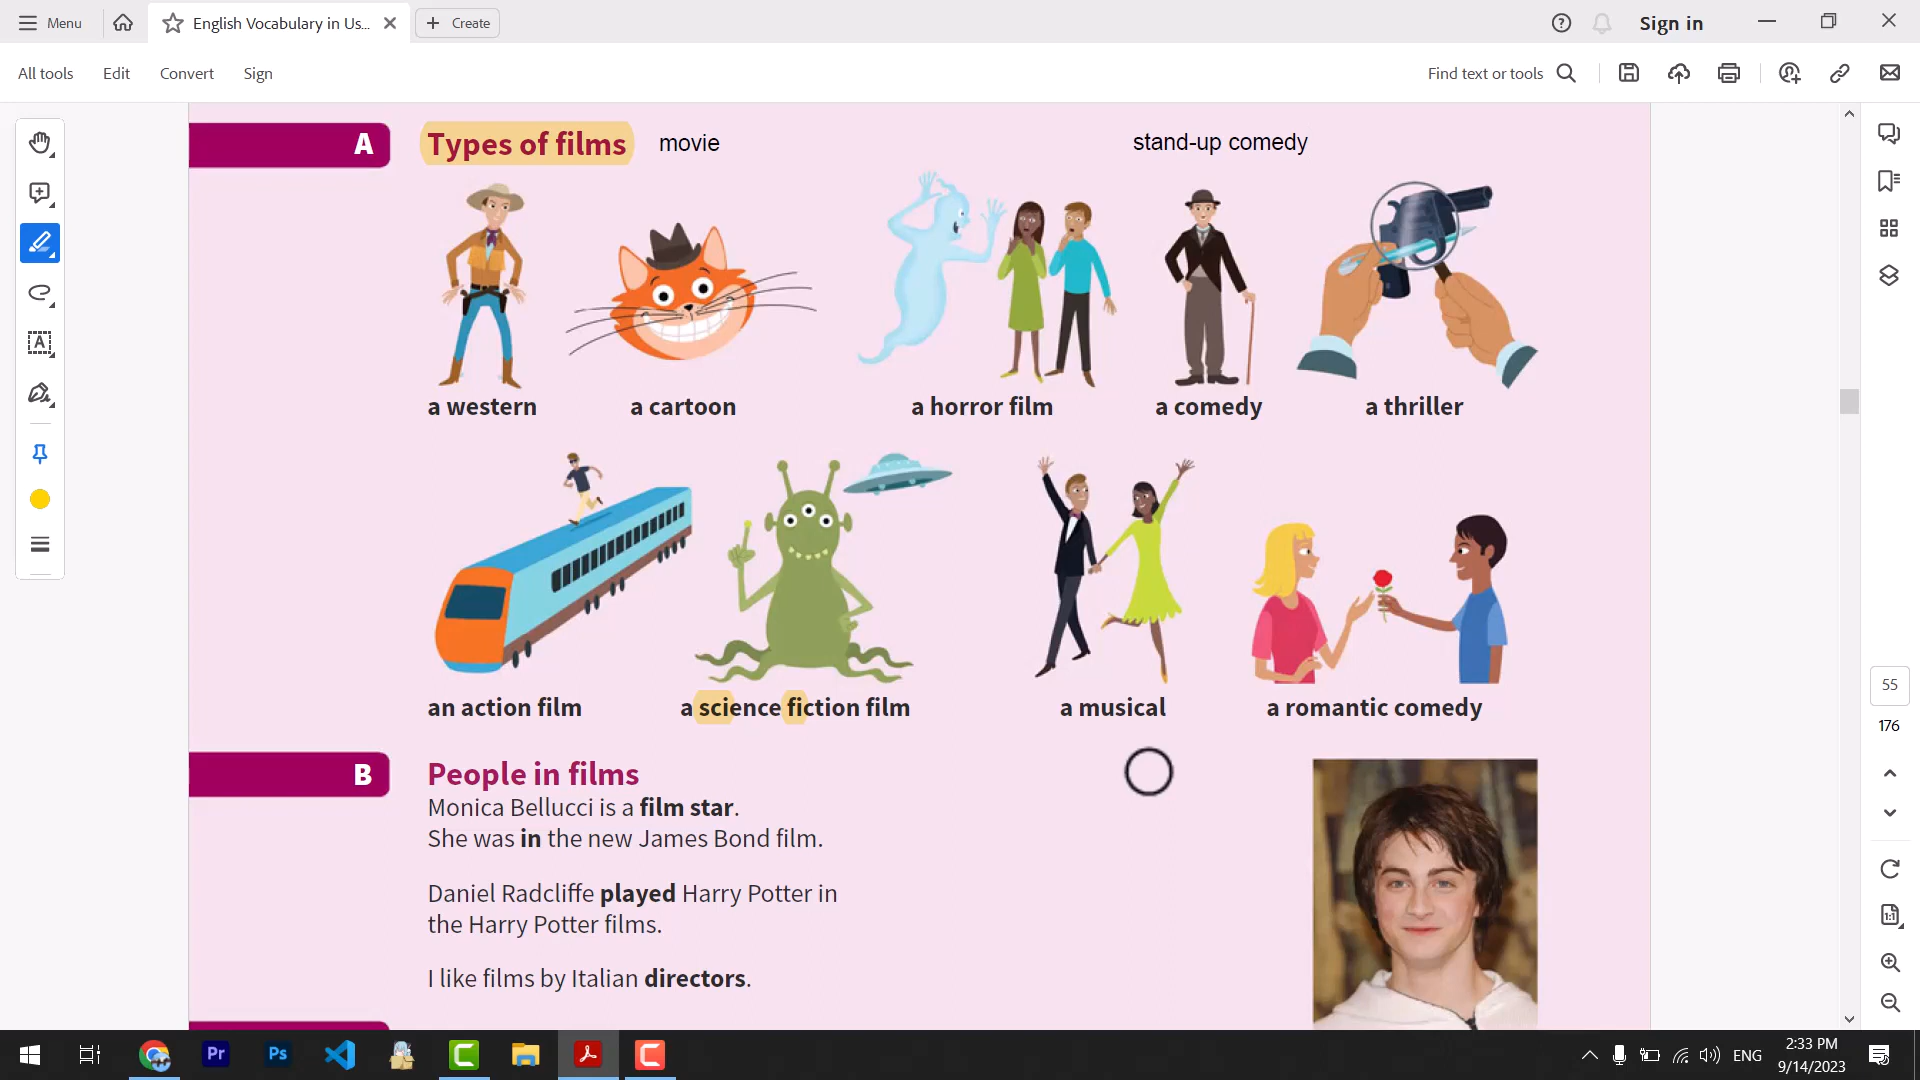 Menu
English Vocabulary in Us...
Create
Sign in
All tools
Edit
Convert
Sign
Find text or tools
A
Types of films
movie
stand-up comedy
a western
a cartoon
a horror film
a comedy
a thriller
an action film
a science fiction film
a musical
a romantic comedy
B
People in films
Monica Bellucci is a film star.
She was in the new James Bond film.
Daniel Radcliffe played Harry Potter in
the Harry Potter films.
I like films by Italian directors.
55
176
1:1
A
Pr
Ps
ENG
2:33 PM
9/14/2023